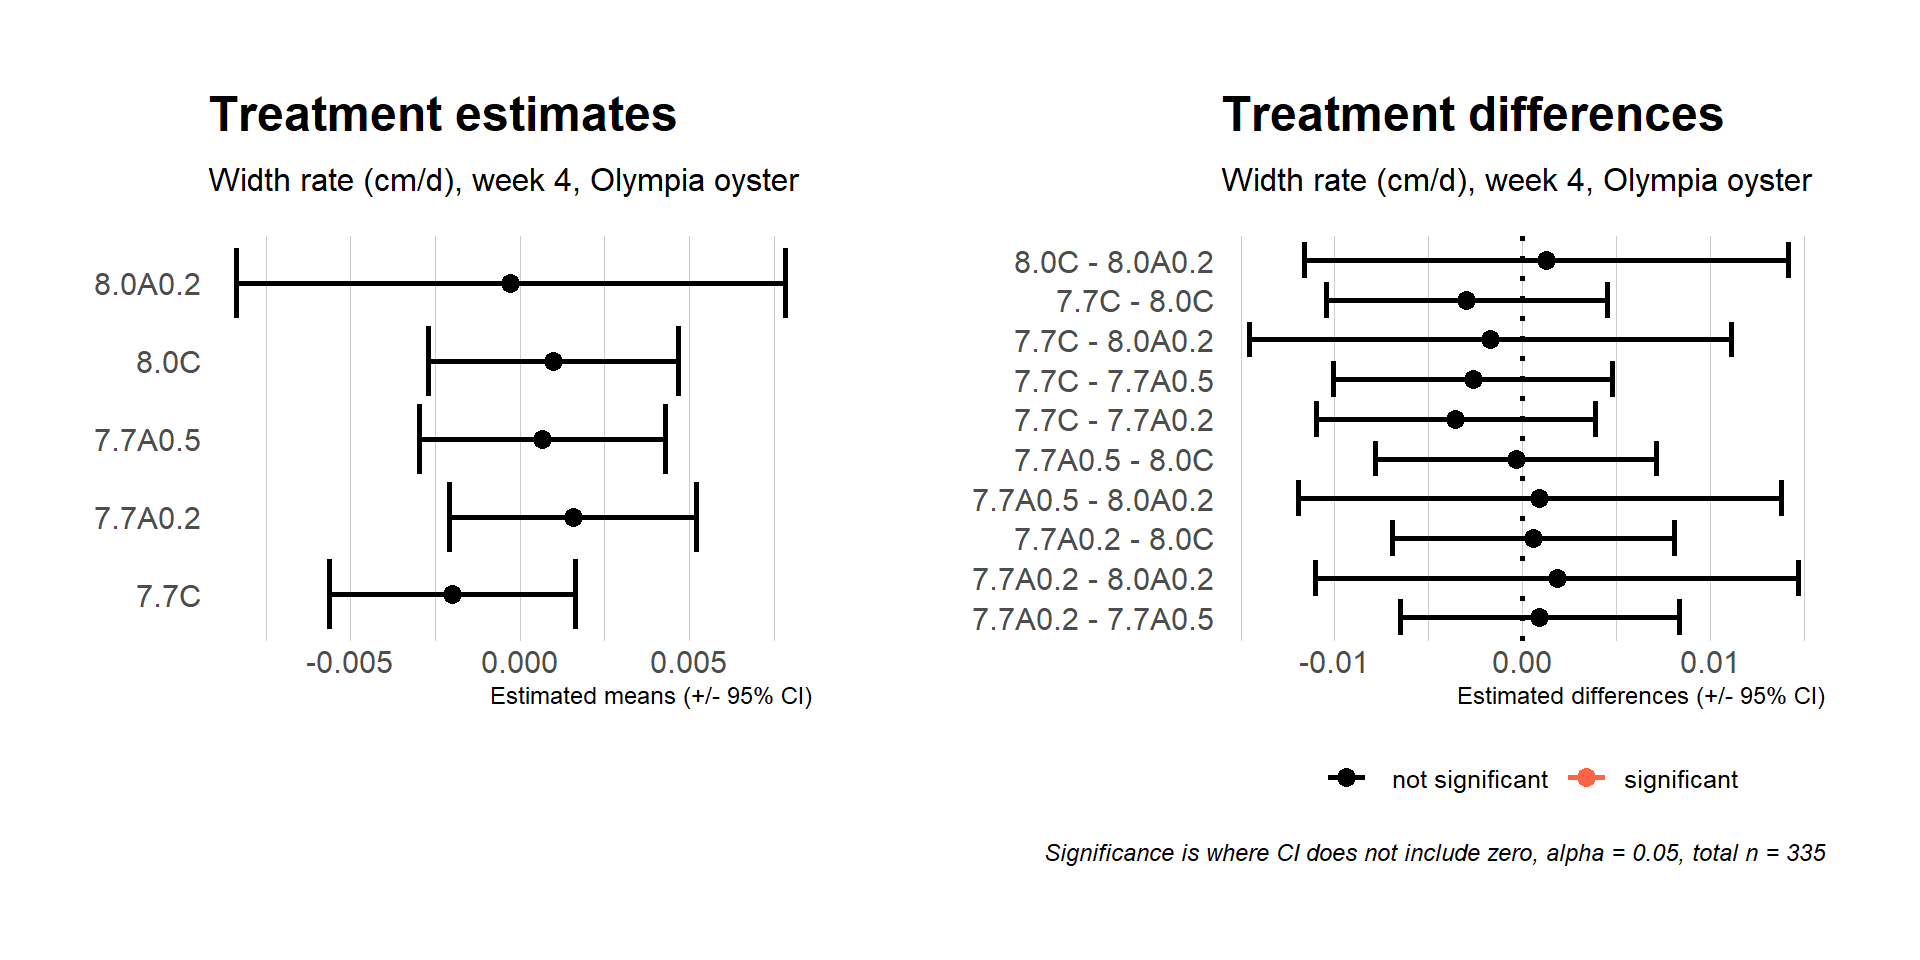 Treatment estimates
Width rate (cm/d), week 4, Olympia oyster
8.0A0.2
8.0C
7.7A0.5
7.7A0.2
7.7C
-0.005 0.000 0.005
Estimated means (+/- 95% CI)
Treatment differences
Width rate (cm/d), week 4, Olympia oyster
8.0C - 8.0A0.2
7.7C - 8.0C
7.7C - 8.0A0.2
7.7C - 7.7A0.5
7.7C - 7.7A0.2
7.7A0.5 - 8.0C
7.7A0.5 - 8.0A0.2
7.7A0.2 - 8.0C
7.7A0.2 - 8.0A0.2
7.7A0.2 - 7.7A0.5
-0.01 0.00 0.01
Estimated differences (+/- 95% CI)
not significant significant
Significance is where CI does not include zero, alpha = 0.05, total n = 335